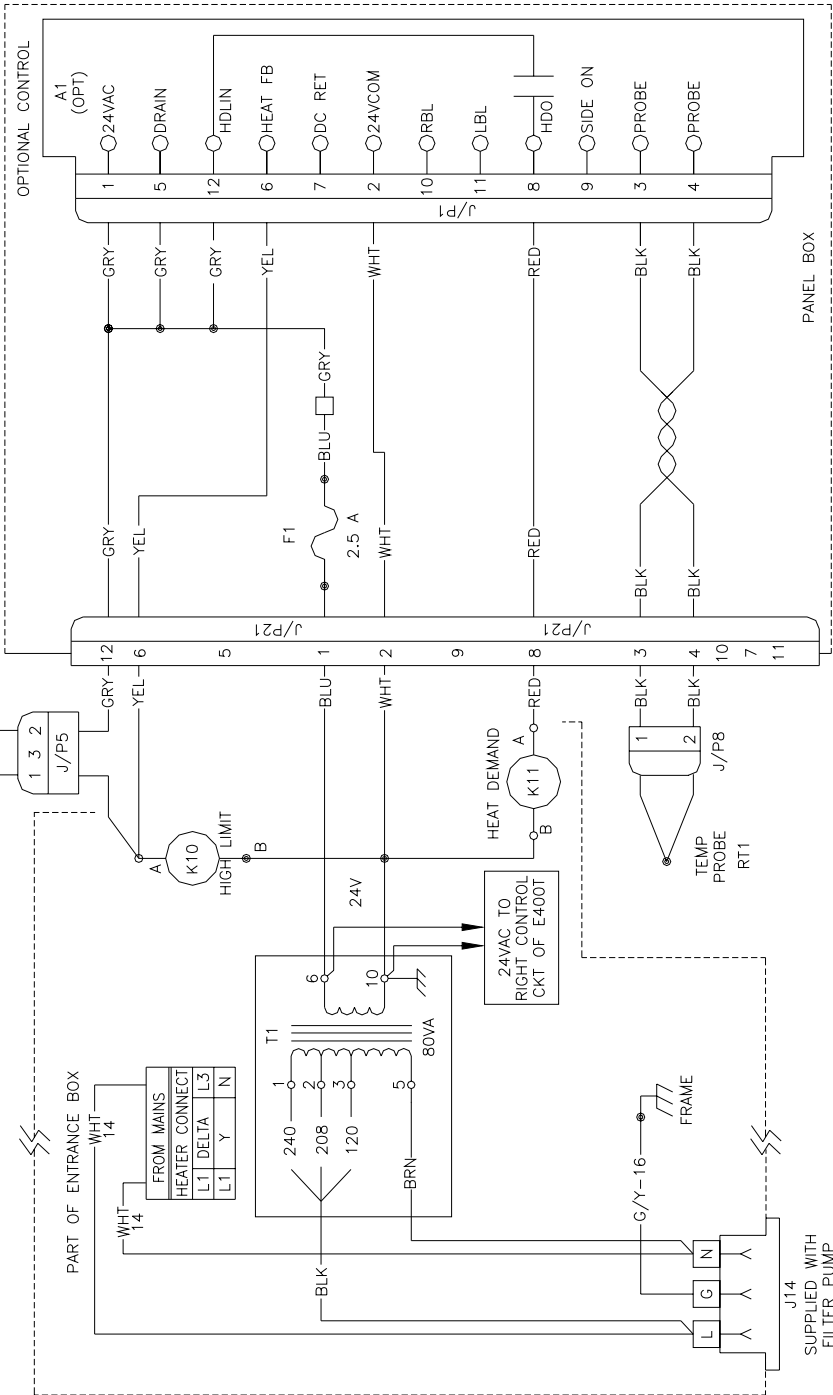 OPTIONAL CONTROL
A1
(OPT)
24VAC
DRAIN
HDLIN
HEAT FB
DC RET
24VCOM
RBL
LBL
HDO
SIDE ON
PROBE
PROBE
1
5
12
6
7
2
10
11
8
9
3
4
J/P1
GRY
GRY
GRY
YEL
WHT
RED
BLK
BLK
PANEL BOX
GRY
BLU
F1
2.5 A
GRY
YEL
WHT
RED
BLK
BLK
J/P21
J/P21
12
6
5
1
2
9
8
3
4
10
7
11
GRY
YEL
BLU
WHT
RED
BLK
BLK
1 3 2
J/P5
A
K10
HIGH LIMIT
B
24V
HEAT DEMAND
A
K11
B
1
2
J/P8
TEMP
PROBE
RT1
24VAC TO
RIGHT CONTROL
CKT OF E400T
6
10
T1
80VA
1
2
3
5
240
208
120
BRN
BLK
PART OF ENTRANCE BOX
WHT
14
WHT
14
FROM MAINS
HEATER CONNECT
L1 DELTA L3
L1 Y N
G/Y-16
FRAME
L
G
N
J14
SUPPLIED WITH
FILTER PUMP